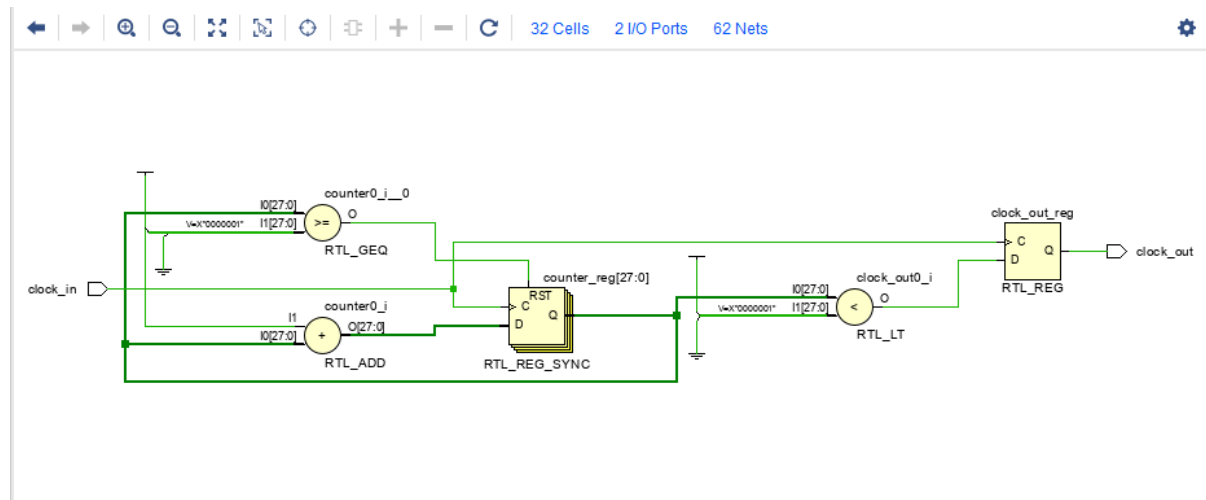 32 Cells 2 I/O Ports 62 Nets
counter0_i__0
I0[27:0]
V=X"0000001" I1[27:0]
O
>=
RTL_GEQ
clock_in
counter0_i
I1
I0[27:0]
O[27:0]
+
RTL_ADD
counter_reg[27:0]
RST
C
D
Q
RTL_REG_SYNC
clock_out0_i
I0[27:0]
V=X"0000001" I1[27:0]
O
<
RTL_LT
clock_out_reg
C
D
Q
RTL_REG
clock_out